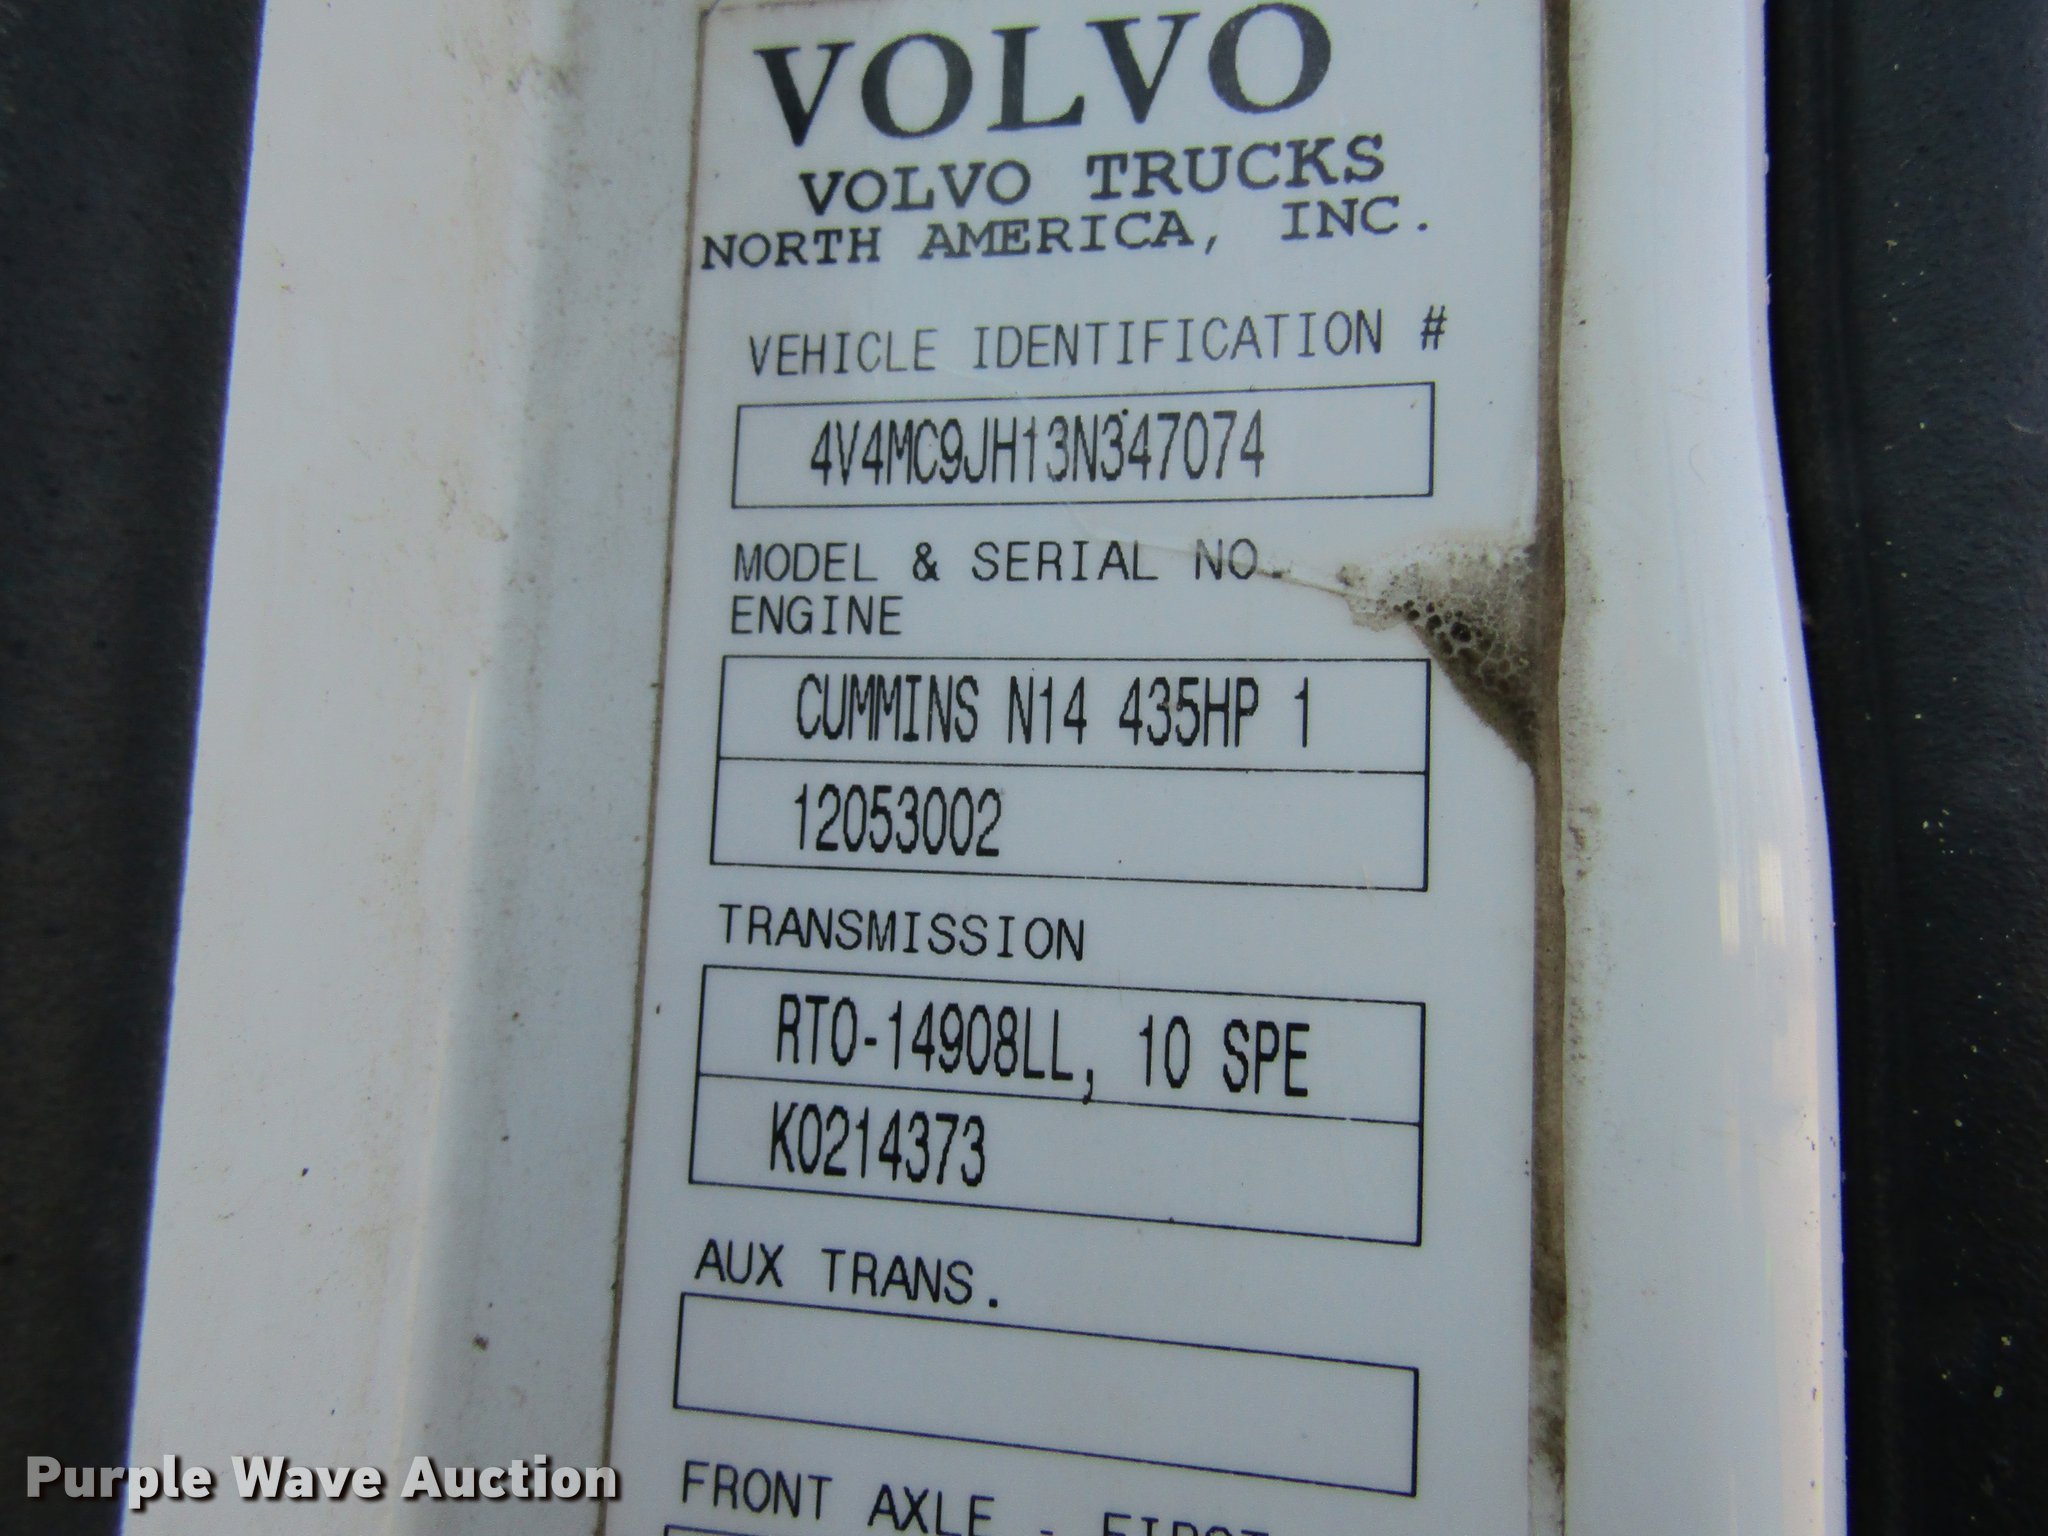 VOLVO
VOLVO TRUCKS
NORTH AMERICA, INC.
VEHICLE IDENTIFICATION #
4V4MC9JH13N347074
MODEL & SERIAL NO.
ENGINE
CUMMINS N14 435HP 1
12053002
TRANSMISSION
RTO-14908LL, 10 SPE
K0214373
AUX TRANS.
FRONT AXLE - FIRST
Purple Wave Auction